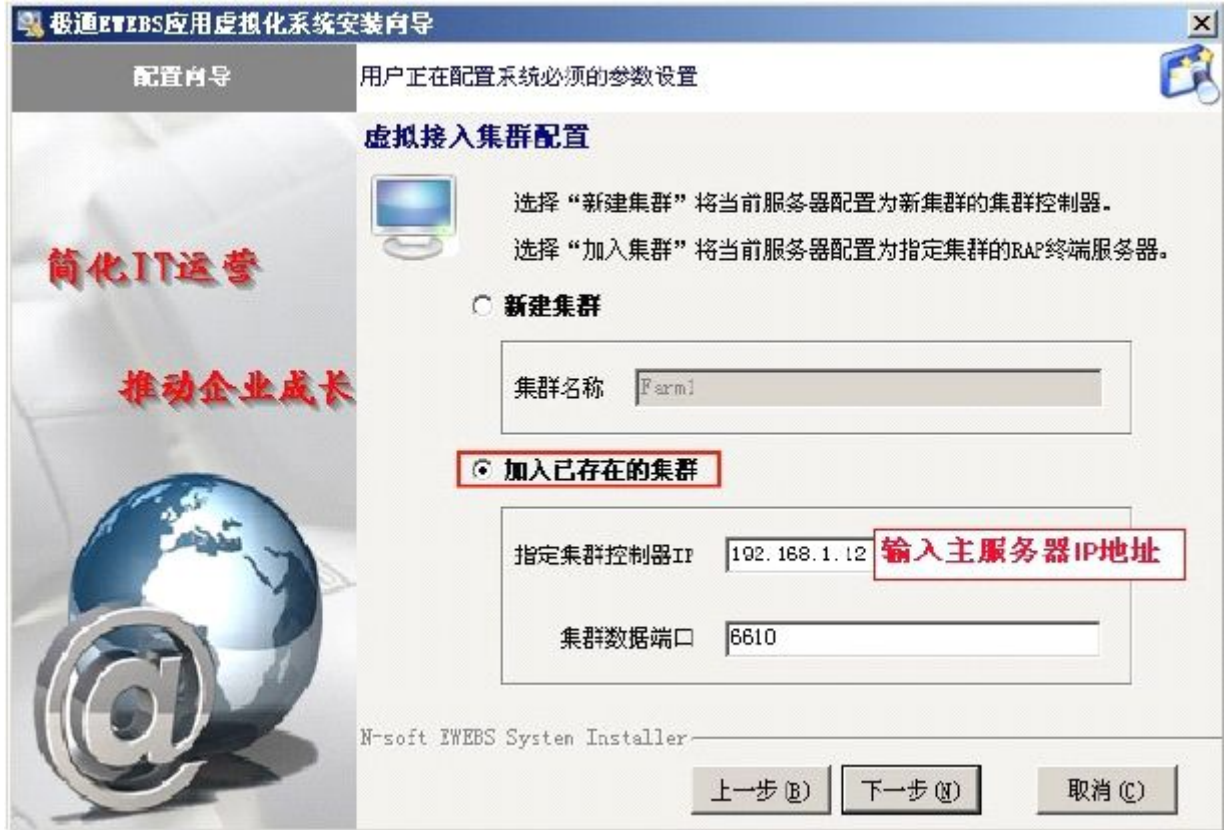 极通EWEBS应用虚拟化系统安装向导
配置向导
用户正在配置系统必须的参数设置
虚拟接入集群配置
选择“新建集群”将当前服务器配置为新集群的集群控制器。
选择“加入集群”将当前服务器配置为指定集群的RAP终端服务器。
简化IT运营
推动企业成长
新建集群
集群名称 Farm1
加入已存在的集群
指定集群控制器IP 192.168.1.12 输入主服务器IP地址
集群数据端口 6610
N-soft EWEBS System Installer
上一步(B) 下一步(N) 取消(C)